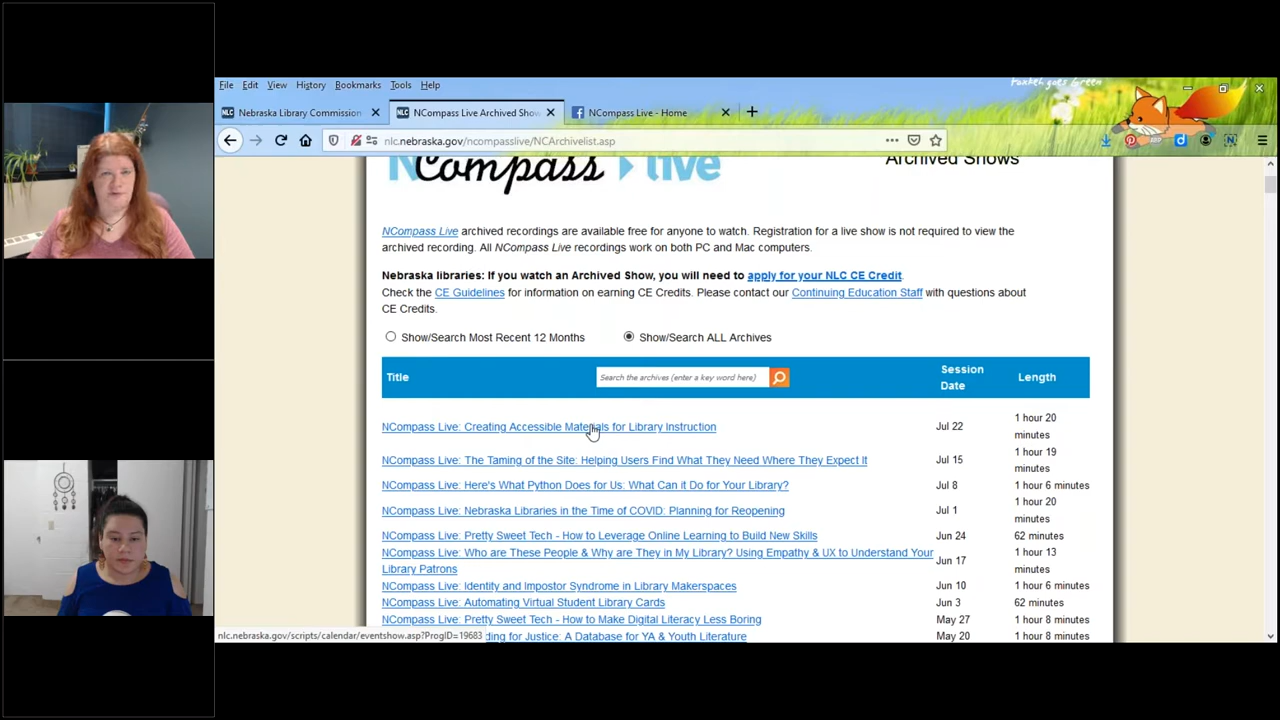 foxkeh goes Green
File Edit View History Bookmarks Tools Help
Nebraska Library Commission NCompass Live Archived Show NCompass Live - Home
nlc.nebraska.gov/ncompasslive/NCArchivelist.asp
NCompass live Archived Shows
NCompass Live archived recordings are available free for anyone to watch. Registration for a live show is not required to view the
archived recording. All NCompass Live recordings work on both PC and Mac computers.
Nebraska libraries: If you watch an Archived Show, you will need to apply for your NLC CE Credit.
Check the CE Guidelines for information on earning CE Credits. Please contact our Continuing Education Staff with questions about
CE Credits.
Show/Search Most Recent 12 Months Show/Search ALL Archives
Title Search the archives (enter a key word here) Session Date Length
NCompass Live: Creating Accessible Materials for Library Instruction Jul 22 1 hour 20 minutes
NCompass Live: The Taming of the Site: Helping Users Find What They Need Where They Expect It Jul 15 1 hour 19 minutes
NCompass Live: Here's What Python Does for Us: What Can it Do for Your Library? Jul 8 1 hour 6 minutes
NCompass Live: Nebraska Libraries in the Time of COVID: Planning for Reopening Jul 1 1 hour 20 minutes
NCompass Live: Pretty Sweet Tech - How to Leverage Online Learning to Build New Skills Jun 24 62 minutes
NCompass Live: Who are These People & Why are They in My Library? Using Empathy & UX to Understand Your
Library Patrons Jun 17 1 hour 13 minutes
NCompass Live: Identity and Impostor Syndrome in Library Makerspaces Jun 10 1 hour 6 minutes
NCompass Live: Automating Virtual Student Library Cards Jun 3 62 minutes
NCompass Live: Pretty Sweet Tech - How to Make Digital Literacy Less Boring May 27 1 hour 8 minutes
nlc.nebraska.gov/scripts/calendar/eventshow.asp?ProgID=19683
ding for Justice: A Database for YA & Youth Literature May 20 1 hour 8 minutes